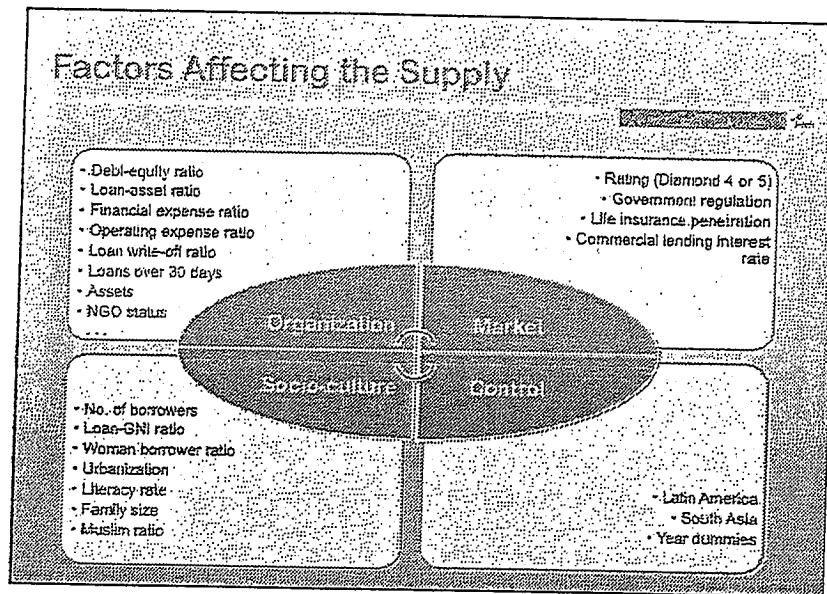 Factors Affecting the Supply
• Debt-equity ratio
• Loan-asset ratio
• Financial expense ratio
• Operating expense ratio
• Loan write-off ratio
• Loans over 30 days
• Assets
• NGO status
...
• Rating (Diamond 4 or 5)
• Government regulation
• Life insurance penetration
• Commercial lending interest
rate
Organization
Market
Socio-culture
Control
• No. of borrowers
• Loan-GNI ratio
• Woman borrower ratio
• Urbanization
• Literacy rate
• Family size
• Muslim ratio
• Latin America
• South Asia
• Year dummies